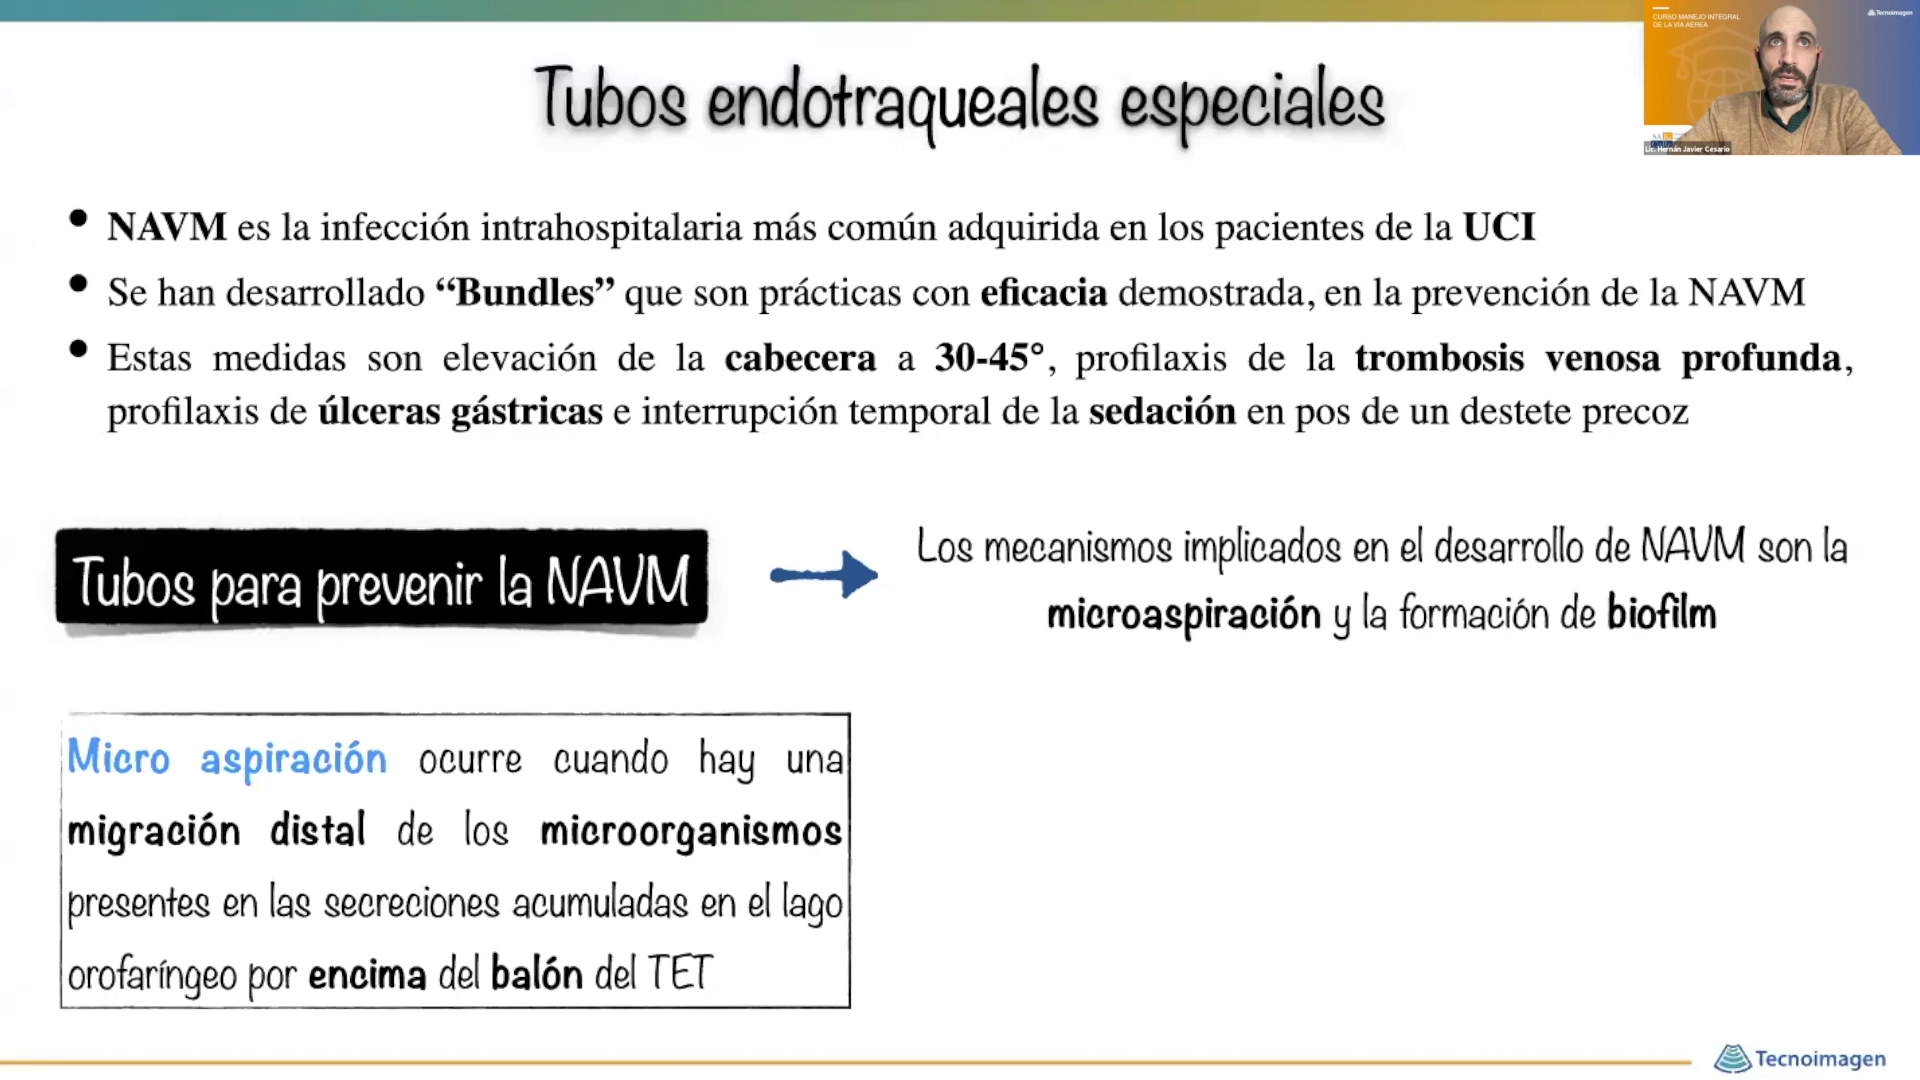 CURSO MANEJO INTEGRAL
DE LA VÍA AÉREA
Tecnoimagen
Lic. Hernán Javier Cesario
Tubos endotraqueales especiales
• NAVM es la infección intrahospitalaria más común adquirida en los pacientes de la UCI
• Se han desarrollado “Bundles” que son prácticas con eficacia demostrada, en la prevención de la NAVM
• Estas medidas son elevación de la cabecera a 30-45°, profilaxis de la trombosis venosa profunda,
profilaxis de úlceras gástricas e interrupción temporal de la sedación en pos de un destete precoz
Tubos para prevenir la NAVM
Los mecanismos implicados en el desarrollo de NAVM son la
microaspiración y la formación de biofilm
Micro aspiración ocurre cuando hay una
migración distal de los microorganismos
presentes en las secreciones acumuladas en el lago
orofaríngeo por encima del balón del TET
Tecnoimagen